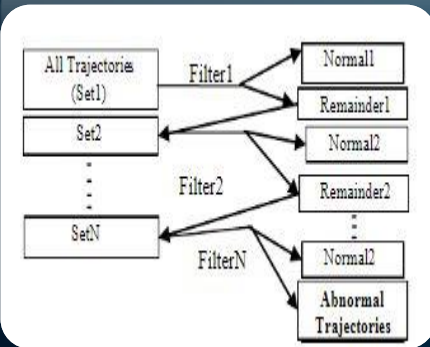 All Trajectories
(Set1)
Filter1
Normal1
Remainder1
Set2
Normal2
Filter2
Remainder2
SetN
FilterN
Normal2
Abnormal
Trajectories